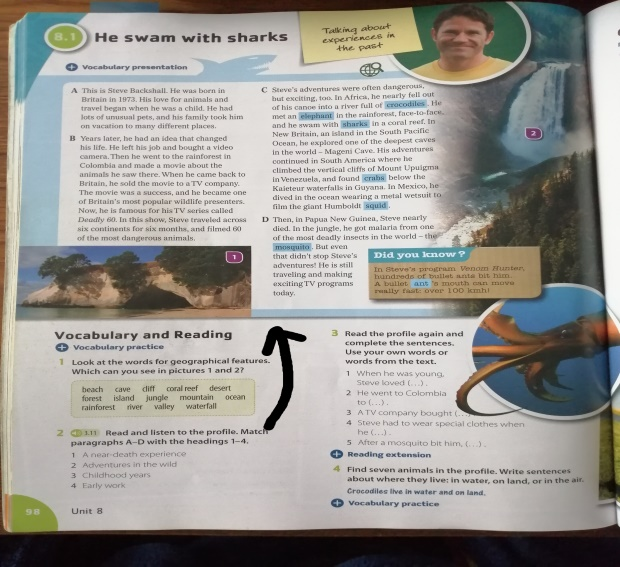 8.1 He swam with sharks
Talking about
experiences in
the past
Vocabulary presentation
A This is Steve Backshall. He was born in
Britain in 1973. His love for animals and
travel began when he was a child. He had
lots of unusual pets, and his family took him
on vacation to many different places.
B Years later, he had an idea that changed
his life. He left his job and bought a video
camera. Then he went to the rainforest in
Colombia and made a movie about the
animals he saw there. When he came back to
Britain, he sold the movie to a TV company.
The movie was a success, and he became one
of Britain's most popular wildlife presenters.
Now, he is famous for his TV series called
Deadly 60. In this show, Steve traveled across
six continents for six months, and filmed 60
of the most dangerous animals.
C Steve's adventures were often dangerous,
but exciting, too. In Africa, he nearly fell out
of his canoe into a river full of crocodiles. He
met an elephant in the rainforest, face-to-face,
and he swam with sharks in a coral reef. In
New Britain, an island in the South Pacific
Ocean, he explored one of the deepest caves
in the world – Mageni Cave. His adventures
continued in South America where he
climbed the vertical cliffs of Mount Upuigma
in Venezuela, and found crabs below the
Kaieteur waterfalls in Guyana. In Mexico, he
dived in the ocean wearing a metal wetsuit to
film the giant Humboldt squid.
D Then, in Papua New Guinea, Steve nearly
died. In the jungle, he got malaria from one
of the most deadly insects in the world – the
mosquito. But even
that didn't stop Steve's
adventures! He is still
traveling and making
exciting TV programs
today.
2
1
Did you know?
In Steve's program Venom Hunter,
hundreds of bullet ants bit him.
A bullet ant's mouth can move
really fast: over 100 kmh!
Vocabulary and Reading
Vocabulary practice
1 Look at the words for geographical features.
Which can you see in pictures 1 and 2?
beach cave cliff coral reef desert
forest island jungle mountain ocean
rainforest river valley waterfall
2 1.11 Read and listen to the profile. Match
paragraphs A–D with the headings 1–4.
1 A near-death experience
2 Adventures in the wild
3 Childhood years
4 Early work
3 Read the profile again and
complete the sentences.
Use your own words or
words from the text.
1 When he was young,
Steve loved (…).
2 He went to Colombia
to (…).
3 A TV company bought (…
4 Steve had to wear special clothes when
he (…).
5 After a mosquito bit him, (…).
Reading extension
4 Find seven animals in the profile. Write sentences
about where they live: in water, on land, or in the air.
Crocodiles live in water and on land.
Vocabulary practice
98 Unit 8